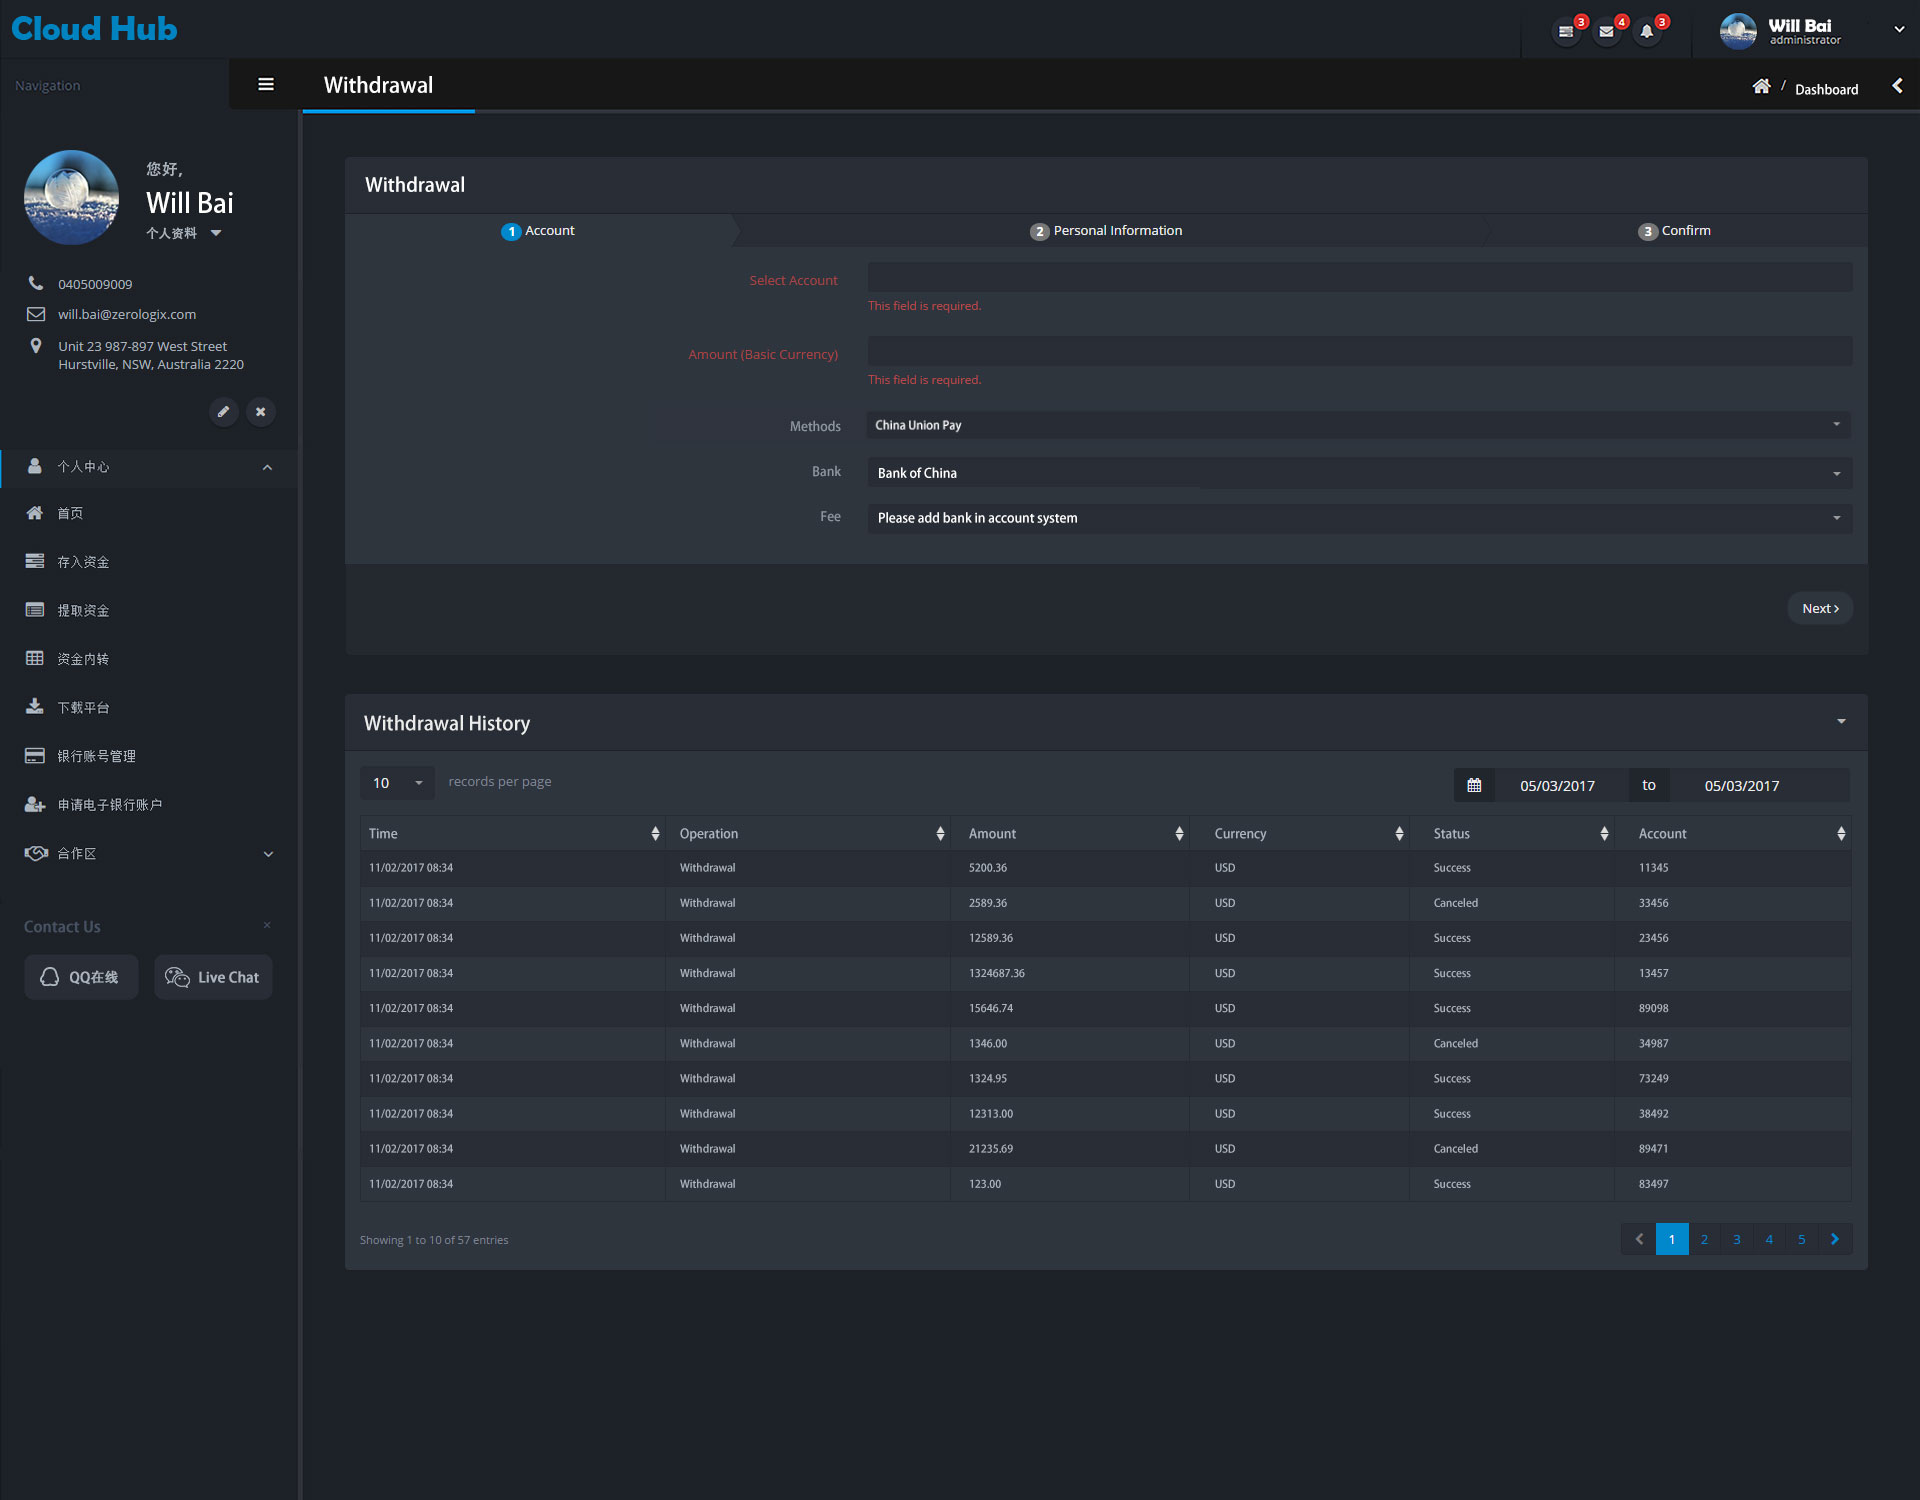 Cloud Hub
3
4
3
Will Bai
administrator
Navigation
Withdrawal
/ Dashboard
您好,
Will Bai
个人资料
0405009009
will.bai@zerologix.com
Unit 23 987-897 West Street
Hurstville, NSW, Australia 2220
个人中心
首页
存入资金
提取资金
资金内转
下载平台
银行账号管理
申请电子银行账户
合作区
Contact Us ×
QQ在线
Live Chat
Withdrawal
1 Account
2 Personal Information
3 Confirm
Select Account
This field is required.
Amount (Basic Currency)
This field is required.
Methods China Union Pay
Bank Bank of China
Fee Please add bank in account system
Next >
Withdrawal History
10 records per page
05/03/2017 to 05/03/2017
Time Operation Amount Currency Status Account
11/02/2017 08:34 Withdrawal 5200.36 USD Success 11345
11/02/2017 08:34 Withdrawal 2589.36 USD Canceled 33456
11/02/2017 08:34 Withdrawal 12589.36 USD Success 23456
11/02/2017 08:34 Withdrawal 1324687.36 USD Success 13457
11/02/2017 08:34 Withdrawal 15646.74 USD Success 89098
11/02/2017 08:34 Withdrawal 1346.00 USD Canceled 34987
11/02/2017 08:34 Withdrawal 1324.95 USD Success 73249
11/02/2017 08:34 Withdrawal 12313.00 USD Success 38492
11/02/2017 08:34 Withdrawal 21235.69 USD Canceled 89471
11/02/2017 08:34 Withdrawal 123.00 USD Success 83497
Showing 1 to 10 of 57 entries
1 2 3 4 5